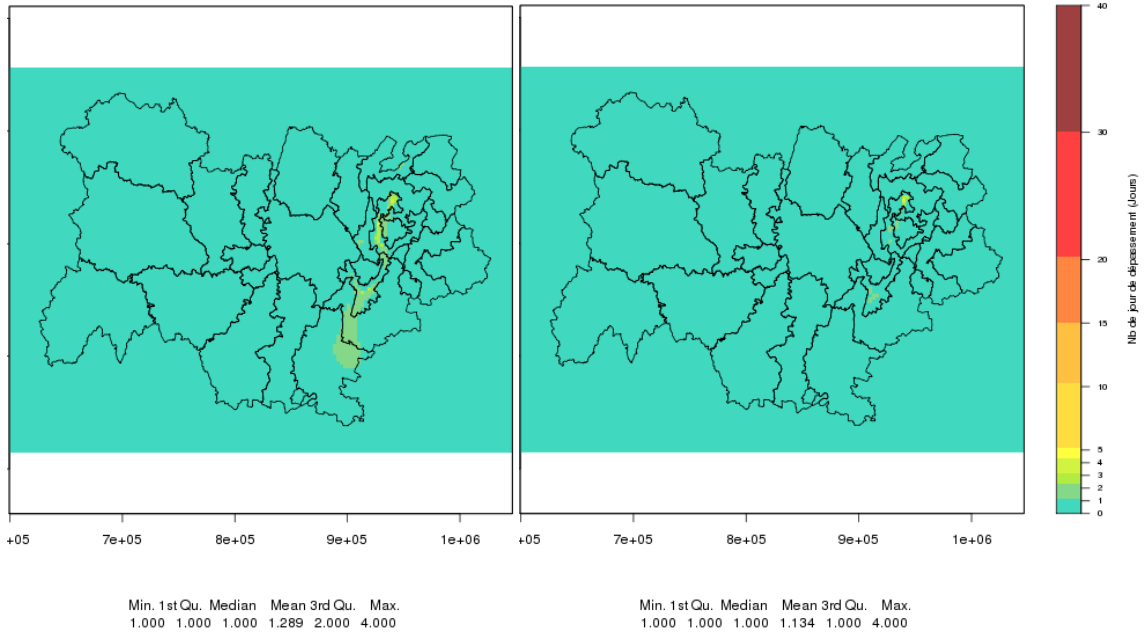 40
30
20
15
10
5
4
3
2
1
0
Nb de jour de dépassement (Jours)
+05 7e+05 8e+05 9e+05 1e+06
+05 7e+05 8e+05 9e+05 1e+06
Min. 1st Qu. Median Mean 3rd Qu. Max.
1.000 1.000 1.000 1.289 2.000 4.000
Min. 1st Qu. Median Mean 3rd Qu. Max.
1.000 1.000 1.000 1.134 1.000 4.000